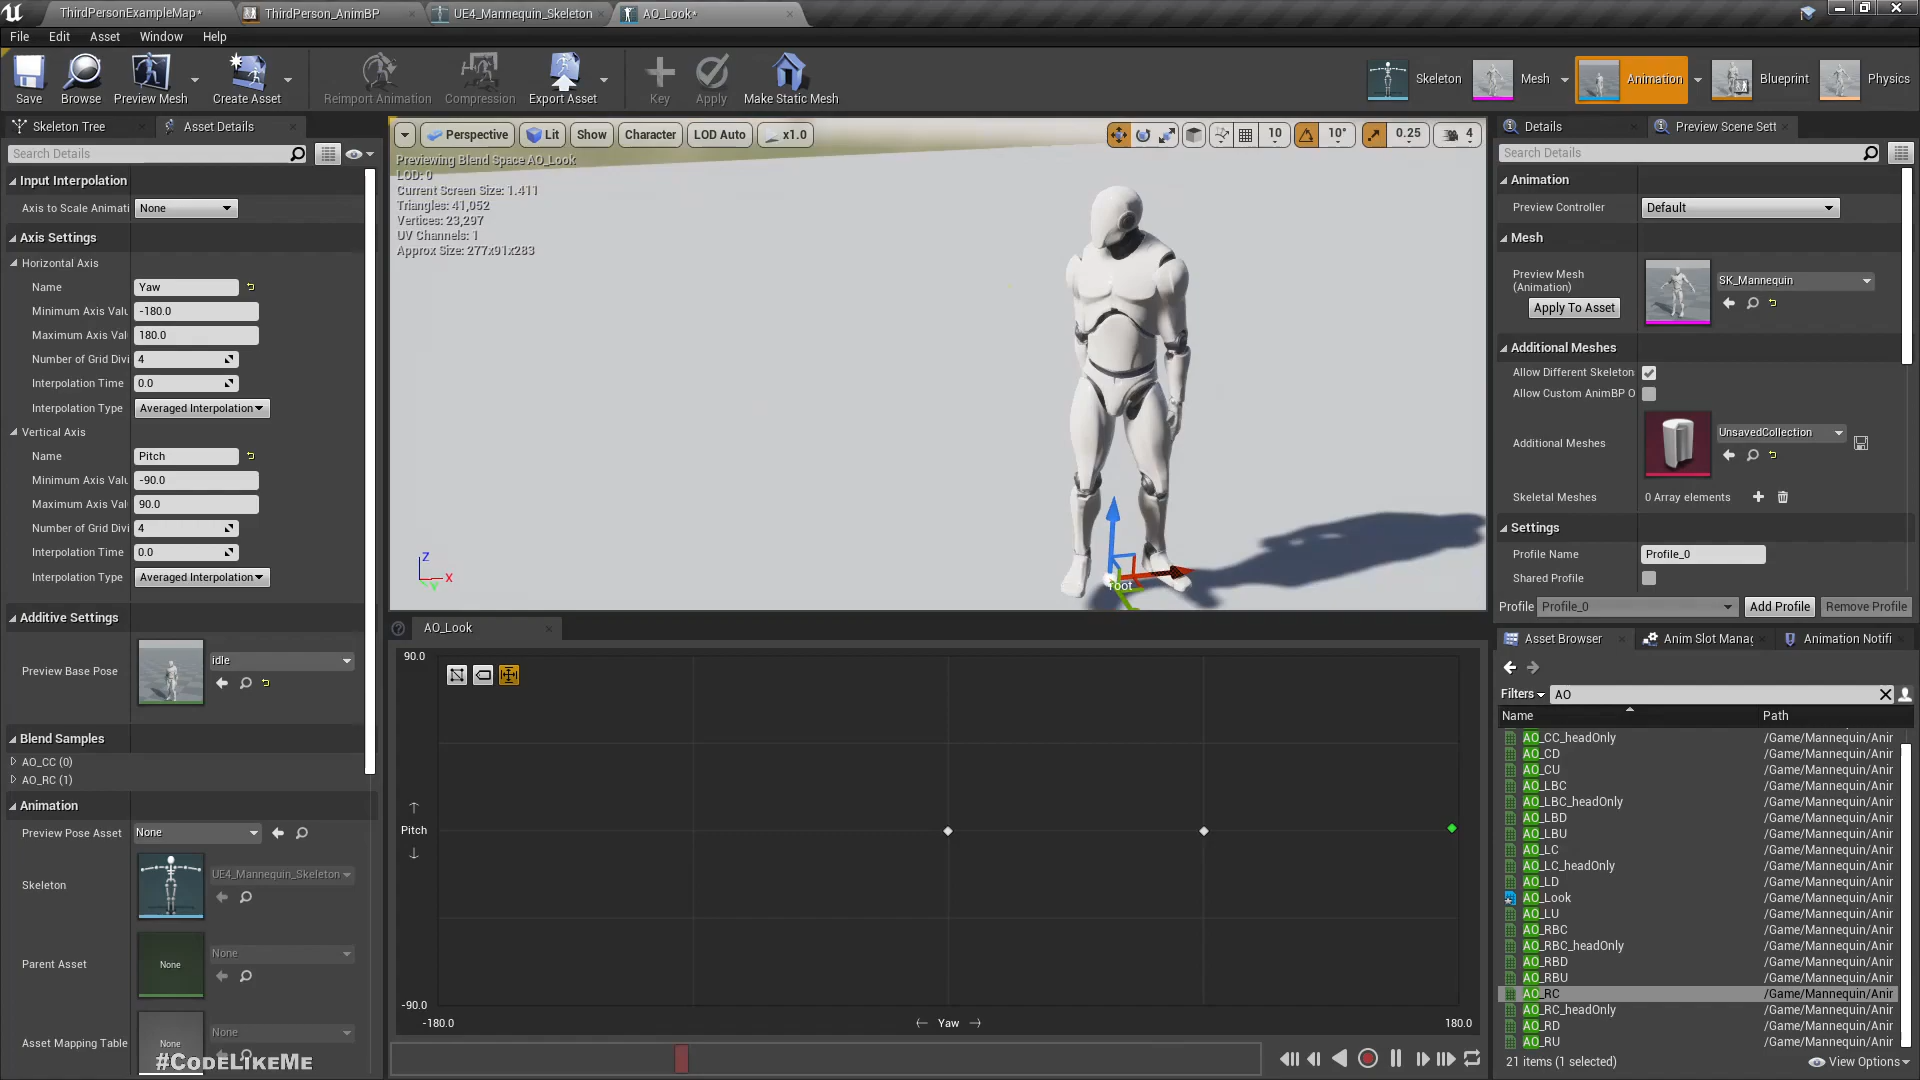 ThirdPersonExampleMap*
ThirdPerson_AnimBP
UE4_Mannequin_Skeleton
AO_Look*
File
Edit
Asset
Window
Help
Save
Browse
Preview Mesh
Create Asset
Reimport Animation
Compression
Export Asset
Key
Apply
Make Static Mesh
Skeleton
Mesh
Animation
Blueprint
Physics
Skeleton Tree
Asset Details
Search Details
Input Interpolation
Axis to Scale Animati
None
Axis Settings
Horizontal Axis
Name
Yaw
Minimum Axis Valu
-180.0
Maximum Axis Val
180.0
Number of Grid Divi
4
Interpolation Time
0.0
Interpolation Type
Averaged Interpolation
Vertical Axis
Name
Pitch
Minimum Axis Valu
-90.0
Maximum Axis Val
90.0
Number of Grid Divi
4
Interpolation Time
0.0
Interpolation Type
Averaged Interpolation
Additive Settings
Preview Base Pose
idle
Blend Samples
AO_CC (0)
AO_RC (1)
Animation
Preview Pose Asset
None
Skeleton
UE4_Mannequin_Skeleton
Parent Asset
None
None
Asset Mapping Table
None
None
#CodeLikeMe
Perspective
Lit
Show
Character
LOD Auto
x1.0
10
10°
0.25
4
Previewing Blend Space AO_Look
LOD: 0
Current Screen Size: 1.411
Triangles: 41,052
Vertices: 23,297
UV Channels: 1
Approx Size: 277x91x283
Z
X
Y
root
AO_Look
90.0
Pitch
-90.0
-180.0
Yaw
180.0
Details
Preview Scene Sett
Search Details
Animation
Preview Controller
Default
Mesh
Preview Mesh
(Animation)
Apply To Asset
SK_Mannequin
Additional Meshes
Allow Different Skeleton
Allow Custom AnimBP O
Additional Meshes
UnsavedCollection
Skeletal Meshes
0 Array elements
Settings
Profile Name
Profile_0
Shared Profile
Profile
Profile_0
Add Profile
Remove Profile
Asset Browser
Anim Slot Manag
Animation Notifi
Filters
AO
Name
Path
AO_CC_headOnly /Game/Mannequin/Anir
AO_CD /Game/Mannequin/Anir
AO_CU /Game/Mannequin/Anir
AO_LBC /Game/Mannequin/Anir
AO_LBC_headOnly /Game/Mannequin/Anir
AO_LBD /Game/Mannequin/Anir
AO_LBU /Game/Mannequin/Anir
AO_LC /Game/Mannequin/Anir
AO_LC_headOnly /Game/Mannequin/Anir
AO_LD /Game/Mannequin/Anir
AO_Look /Game/Mannequin/Anir
AO_LU /Game/Mannequin/Anir
AO_RBC /Game/Mannequin/Anir
AO_RBC_headOnly /Game/Mannequin/Anir
AO_RBD /Game/Mannequin/Anir
AO_RBU /Game/Mannequin/Anir
AO_RC /Game/Mannequin/Anir
AO_RC_headOnly /Game/Mannequin/Anir
AO_RD /Game/Mannequin/Anir
AO_RU /Game/Mannequin/Anir
21 items (1 selected)
View Options